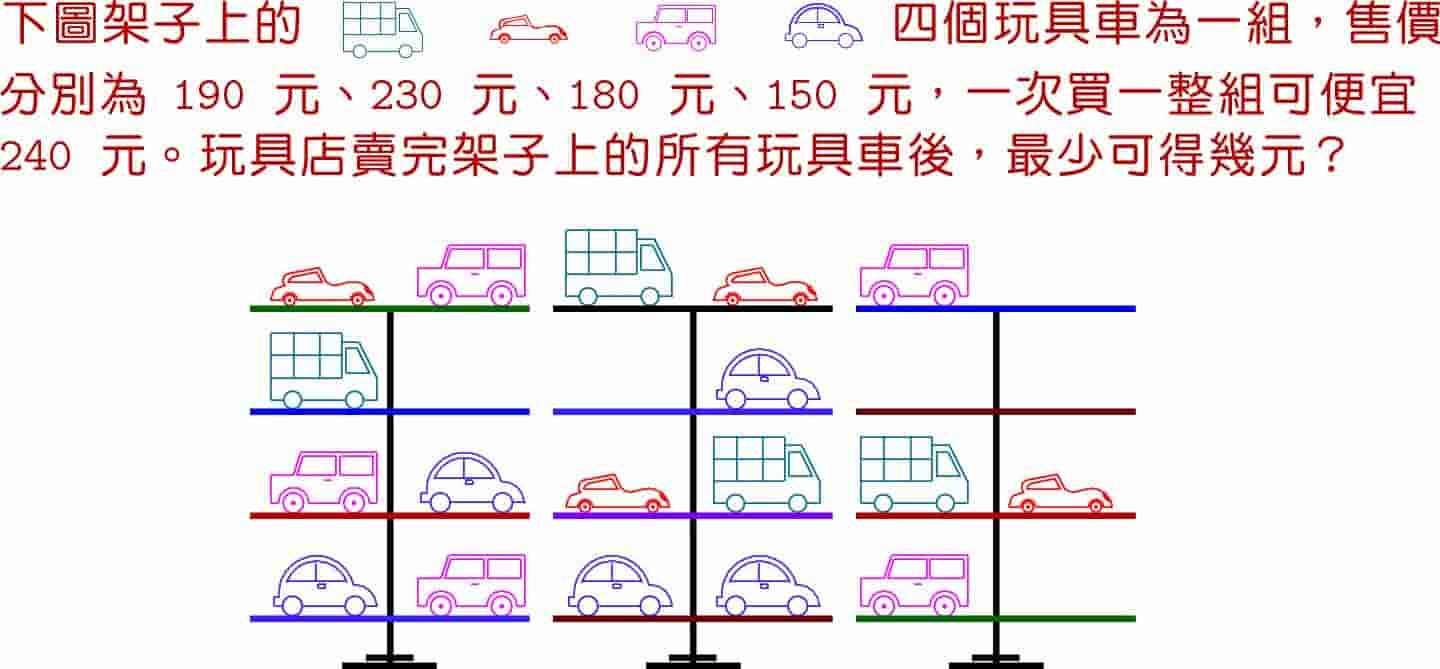 下圖架子上的 四個玩具車為一組，售價
分別為 190 元、230 元、180 元、150 元，一次買一整組可便宜
240 元。玩具店賣完架子上的所有玩具車後，最少可得幾元？